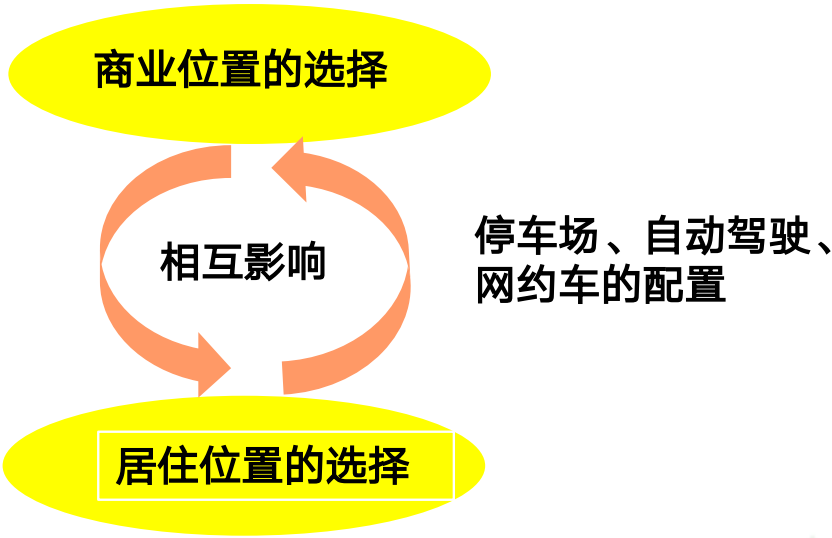 商业位置的选择
相互影响
停车场、自动驾驶、
网约车的配置
居住位置的选择